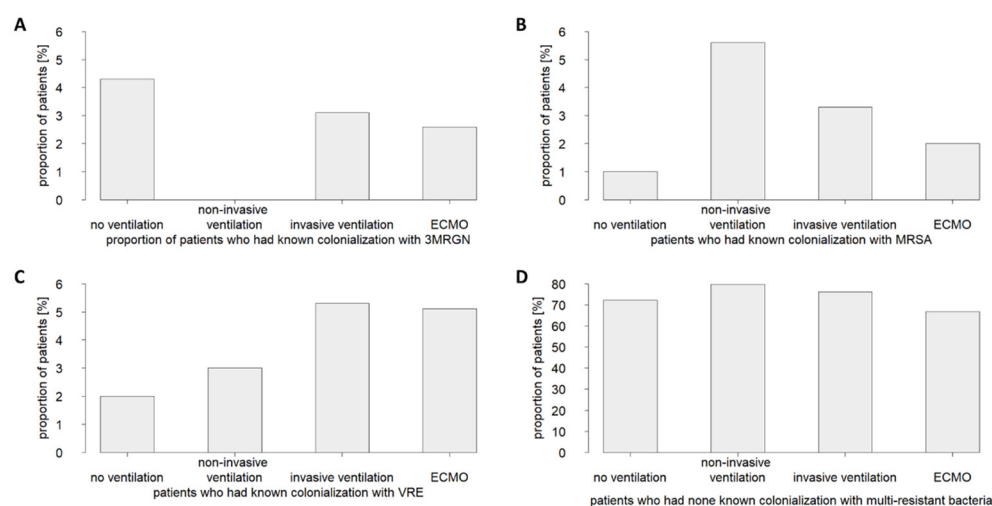 A
proportion of patients [%]
6
5
4
3
2
1
0
no ventilation
non-invasive
ventilation
invasive ventilation
ECMO
proportion of patients who had known colonialization with 3MRGN
B
proportion of patients [%]
6
5
4
3
2
1
0
no ventilation
non-invasive
ventilation
invasive ventilation
ECMO
patients who had known colonialization with MRSA
C
proportion of patients [%]
6
5
4
3
2
1
0
no ventilation
non-invasive
ventilation
invasive ventilation
ECMO
patients who had known colonialization with VRE
D
proportion of patients [%]
80
70
60
50
40
30
20
10
0
no ventilation
non-invasive
ventilation
invasive ventilation
ECMO
patients who had none known colonialization with multi-resistant bacteria